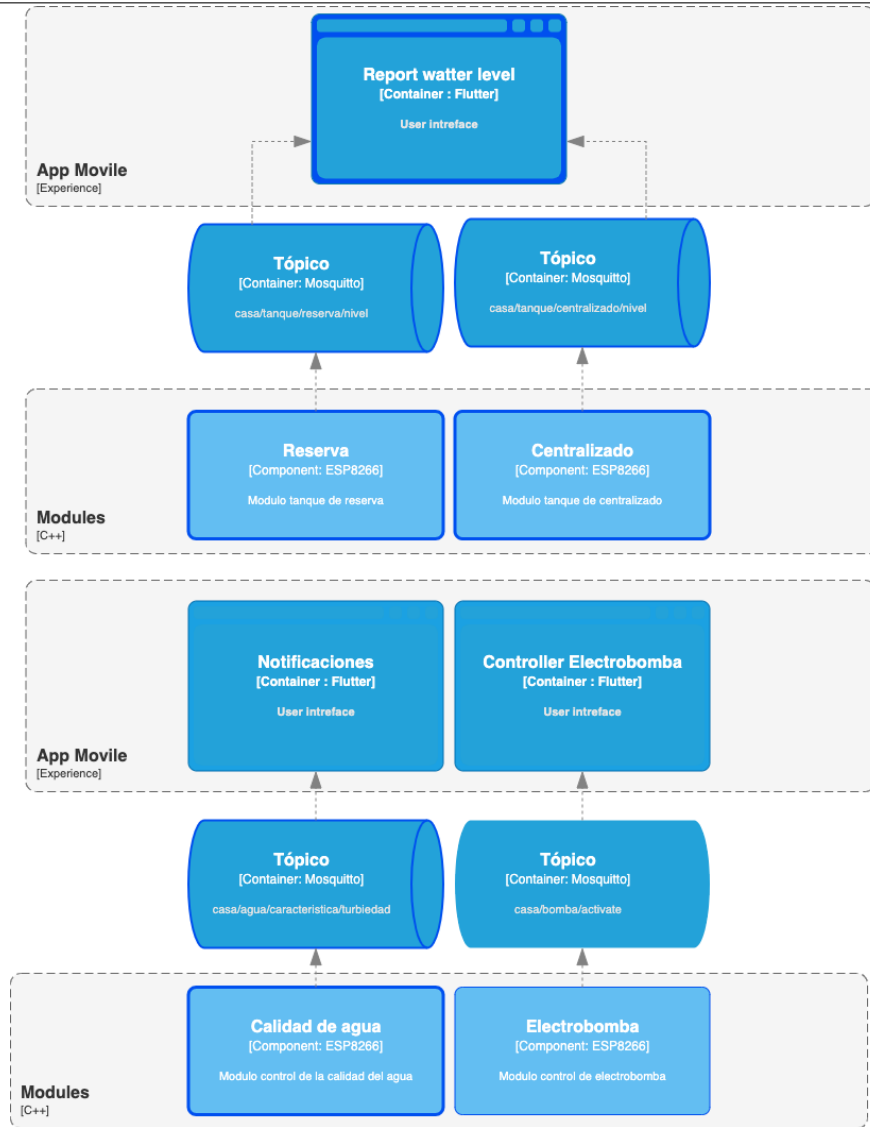 Report watter level
[Container : Flutter]
User intreface
App Movile
[Experience]
Tópico
[Container: Mosquitto]
casa/tanque/reserva/nivel
Tópico
[Container: Mosquitto]
casa/tanque/centralizado/nivel
Reserva
[Component: ESP8266]
Modulo tanque de reserva
Centralizado
[Component: ESP8266]
Modulo tanque de centralizado
Modules
[C++]
Notificaciones
[Container : Flutter]
User intreface
Controller Electrobomba
[Container : Flutter]
User intreface
App Movile
[Experience]
Tópico
[Container: Mosquitto]
casa/agua/caracteristica/turbiedad
Tópico
[Container: Mosquitto]
casa/bomba/activate
Calidad de agua
[Component: ESP8266]
Modulo control de la calidad del agua
Electrobomba
[Component: ESP8266]
Modulo control de electrobomba
Modules
[C++]